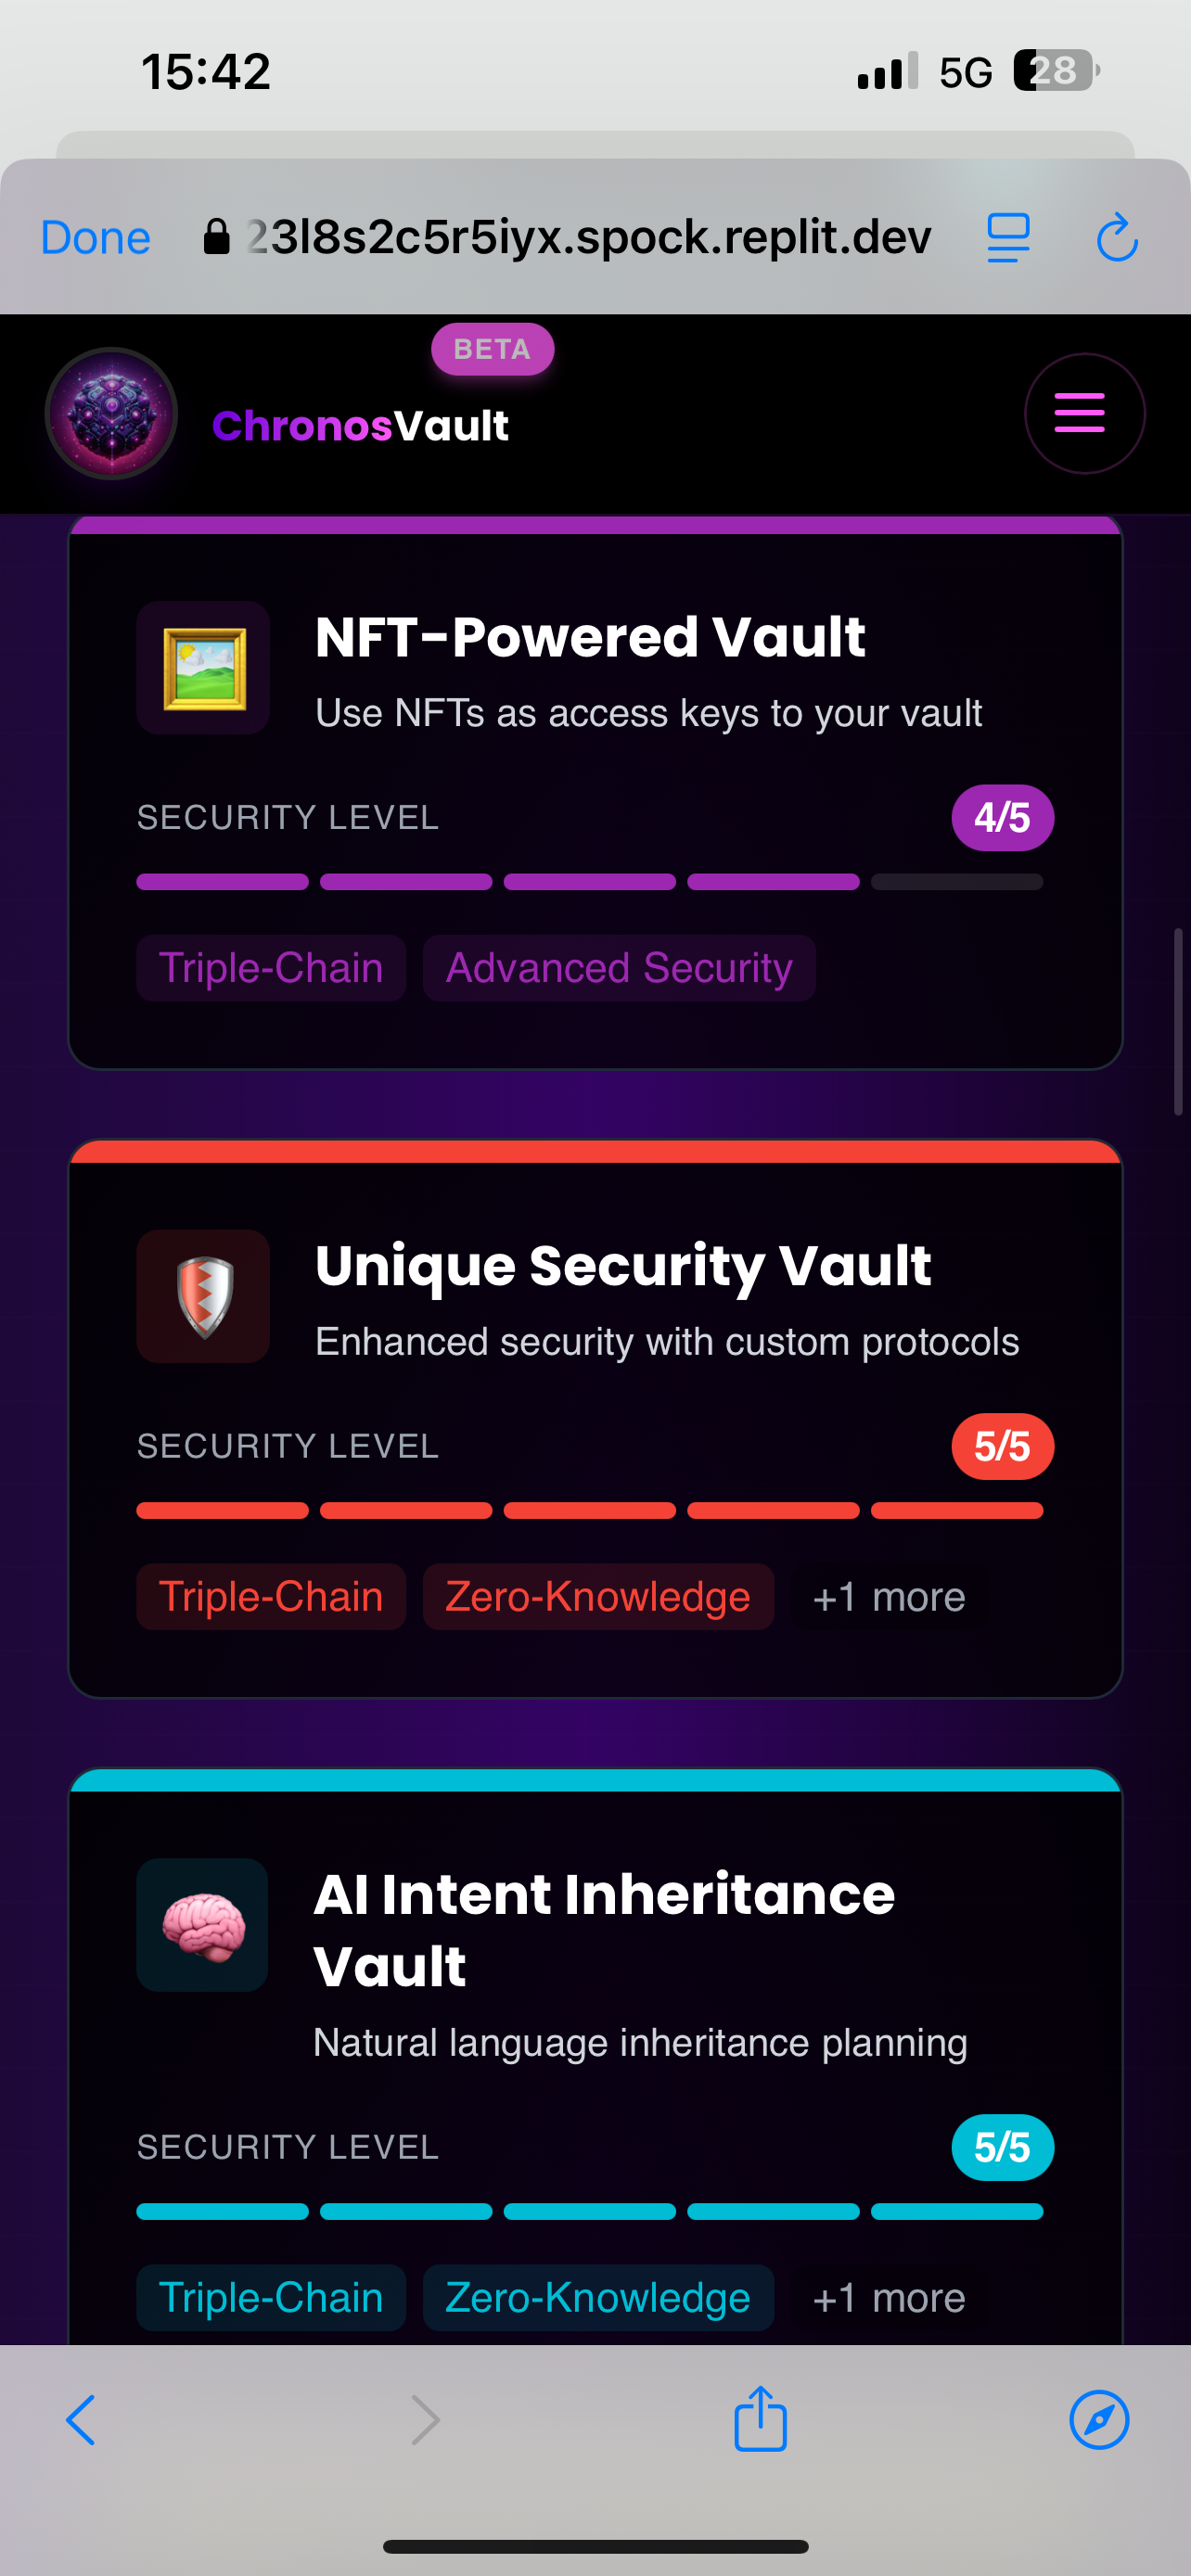 15:42
5G 28
Done
23l8s2c5r5iyx.spock.replit.dev
BETA
ChronosVault
NFT-Powered Vault
Use NFTs as access keys to your vault
SECURITY LEVEL
4/5
Triple-Chain Advanced Security
Unique Security Vault
Enhanced security with custom protocols
SECURITY LEVEL
5/5
Triple-Chain Zero-Knowledge +1 more
AI Intent Inheritance
Vault
Natural language inheritance planning
SECURITY LEVEL
5/5
Triple-Chain Zero-Knowledge +1 more